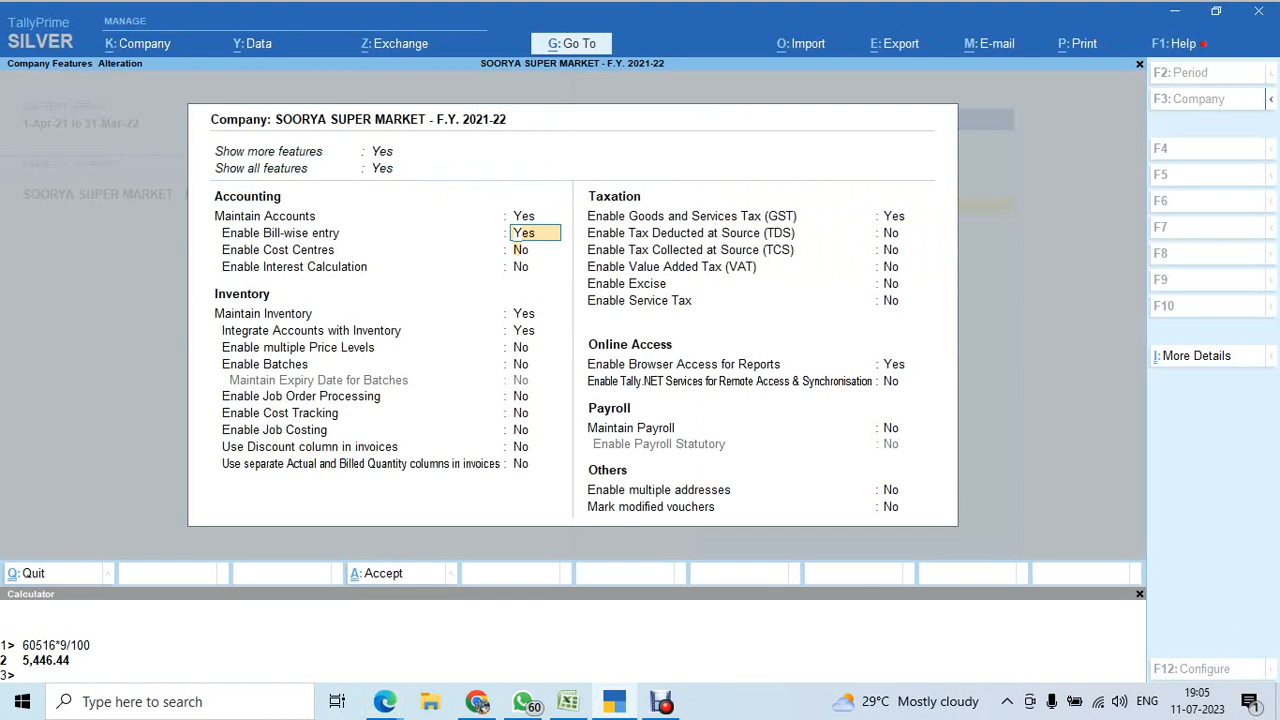 TallyPrime
MANAGE
SILVER
K: Company
Y: Data
Z: Exchange
G: Go To
O: Import
E: Export
M: E-mail
P: Print
F1: Help
Company Features Alteration
SOORYA SUPER MARKET - F.Y. 2021-22
1-Apr-21 to 31-Mar-22
SOORYA SUPER MARKET
Company: SOORYA SUPER MARKET - F.Y. 2021-22
Show more features : Yes
Show all features : Yes
Accounting
Maintain Accounts : Yes
Enable Bill-wise entry : Yes
Enable Cost Centres : No
Enable Interest Calculation : No
Inventory
Maintain Inventory : Yes
Integrate Accounts with Inventory : Yes
Enable multiple Price Levels : No
Enable Batches : No
Maintain Expiry Date for Batches : No
Enable Job Order Processing : No
Enable Cost Tracking : No
Enable Job Costing : No
Use Discount column in invoices : No
Use separate Actual and Billed Quantity columns in invoices : No
Taxation
Enable Goods and Services Tax (GST) : Yes
Enable Tax Deducted at Source (TDS) : No
Enable Tax Collected at Source (TCS) : No
Enable Value Added Tax (VAT) : No
Enable Excise : No
Enable Service Tax : No
Online Access
Enable Browser Access for Reports : Yes
Enable Tally.NET Services for Remote Access & Synchronisation : No
Payroll
Maintain Payroll : No
Enable Payroll Statutory : No
Others
Enable multiple addresses : No
Mark modified vouchers : No
F2: Period
F3: Company
F4
F5
F6
F7
F8
F9
F10
I: More Details
F12: Configure
Q: Quit
A: Accept
Calculator
1> 60516*9/100
2 5,446.44
3>
Type here to search
60
29°C Mostly cloudy
ENG
19:05
11-07-2023
1